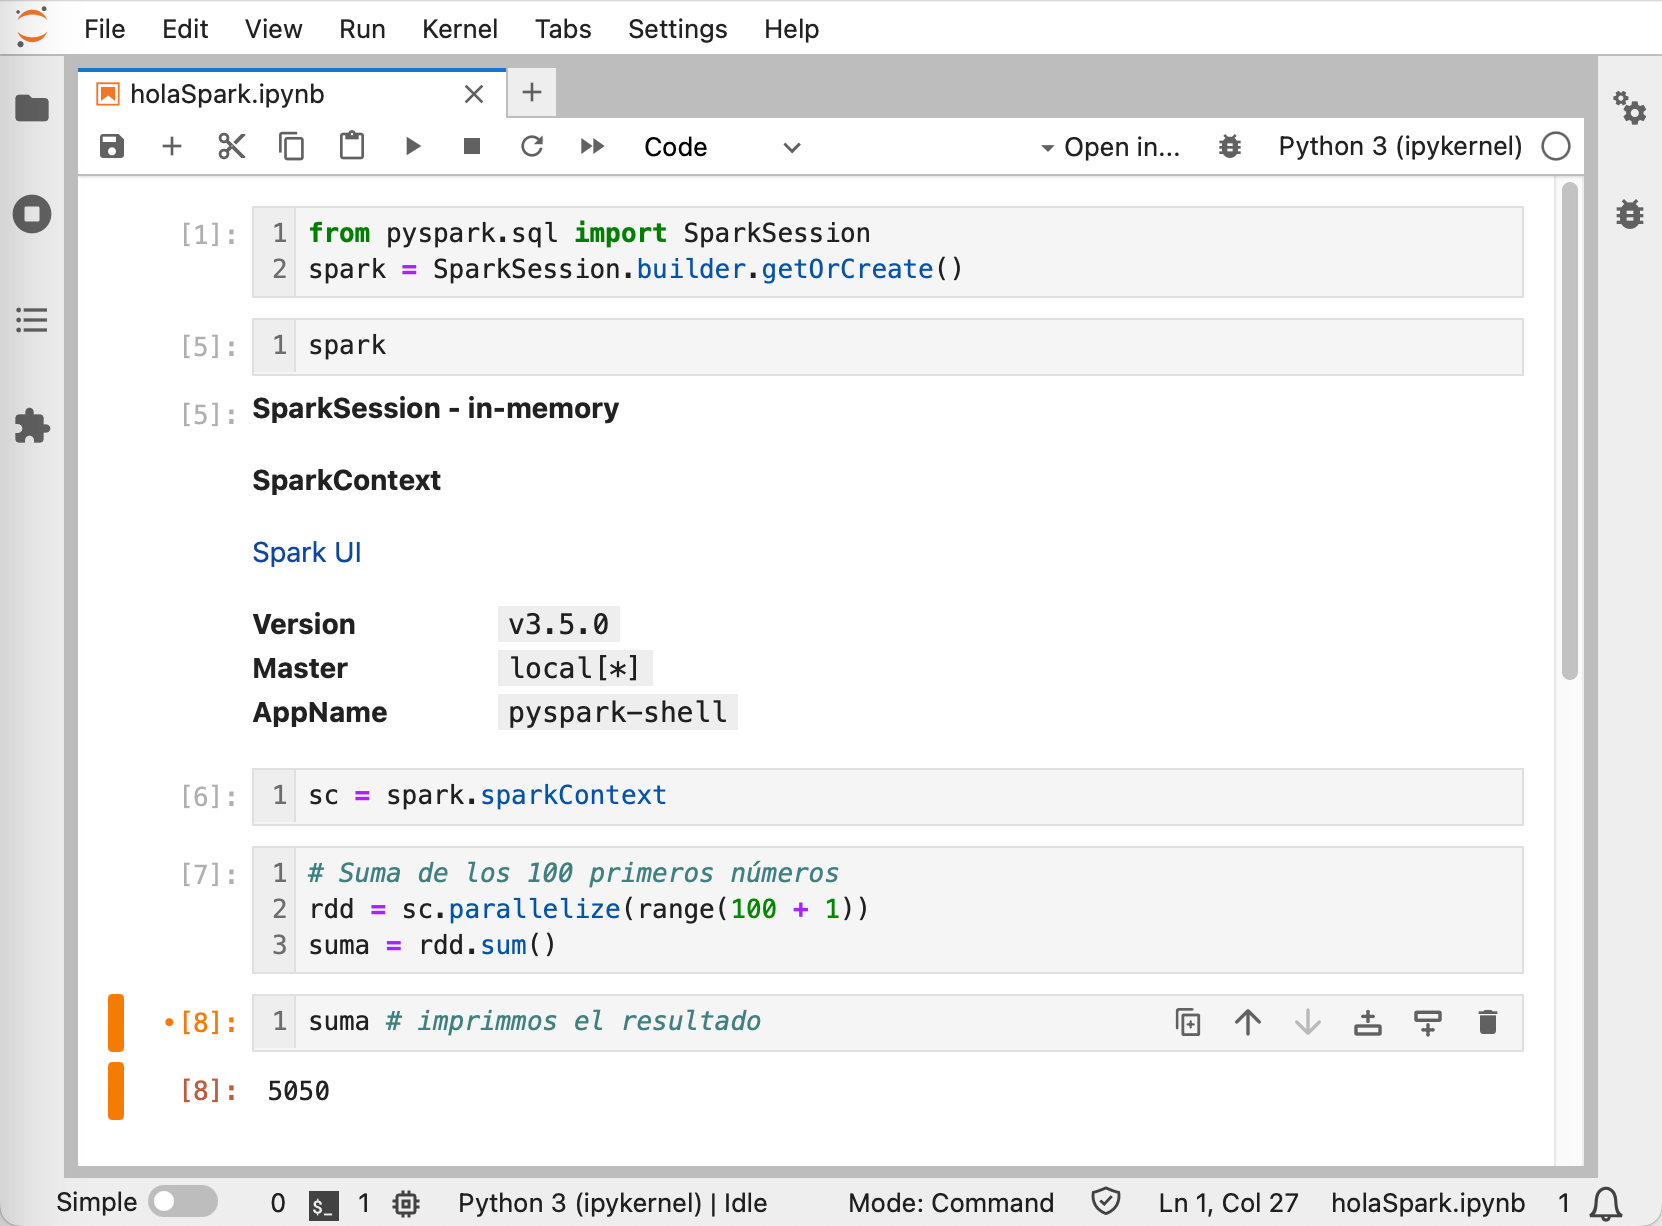 File Edit View Run Kernel Tabs Settings Help
holaSpark.ipynb
Code Open in... Python 3 (ipykernel)
[1]: 1 from pyspark.sql import SparkSession
2 spark = SparkSession.builder.getOrCreate()
[5]: 1 spark
[5]: SparkSession - in-memory
SparkContext
Spark UI
Version v3.5.0
Master local[*]
AppName pyspark-shell
[6]: 1 sc = spark.sparkContext
[7]: 1 # Suma de los 100 primeros números
2 rdd = sc.parallelize(range(100 + 1))
3 suma = rdd.sum()
•[8]: 1 suma # imprimmos el resultado
[8]: 5050
Simple 0 $_ 1 Python 3 (ipykernel) | Idle Mode: Command Ln 1, Col 27 holaSpark.ipynb 1